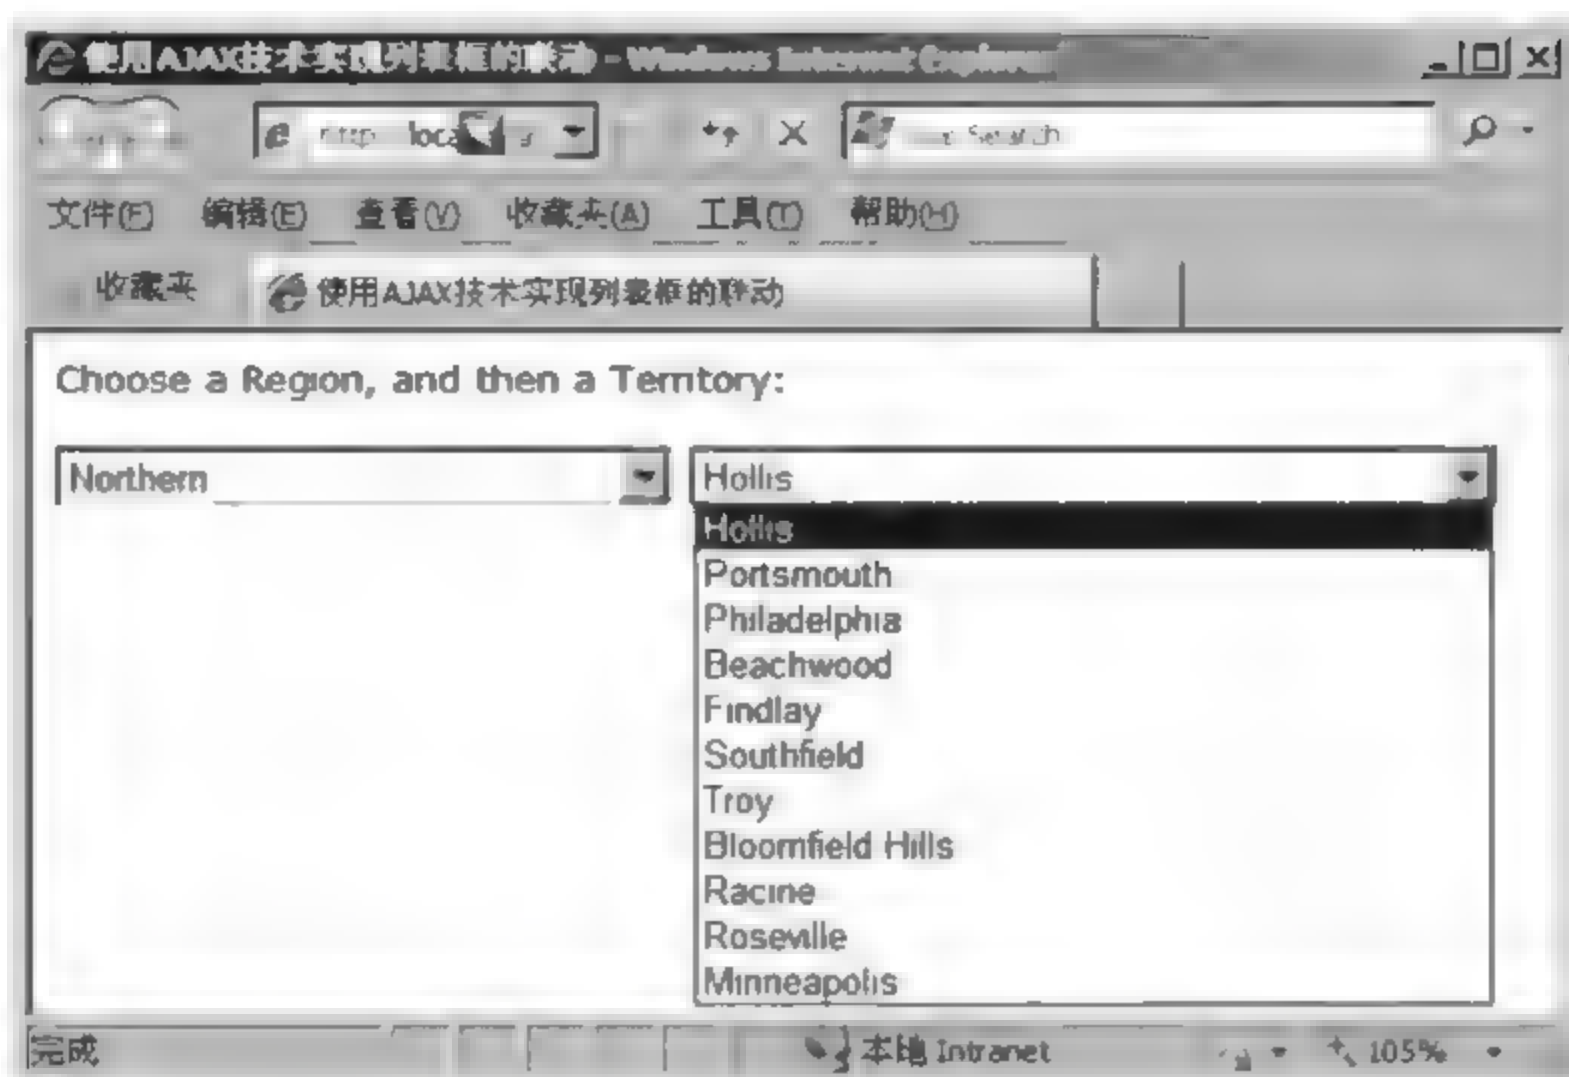 使用AJAX技术实现列表框的联动 - Windows Internet Explorer
Search
文件(F) 编辑(E) 查看(V) 收藏夹(A) 工具(T) 帮助(H)
收藏夹 使用AJAX技术实现列表框的联动
Choose a Region, and then a Territory:
Northern Hollis
Hollis
Portsmouth
Philadelphia
Beachwood
Findlay
Southfield
Troy
Bloomfield Hills
Racine
Roseville
Minneapolis
完成 本地 Intranet 105%